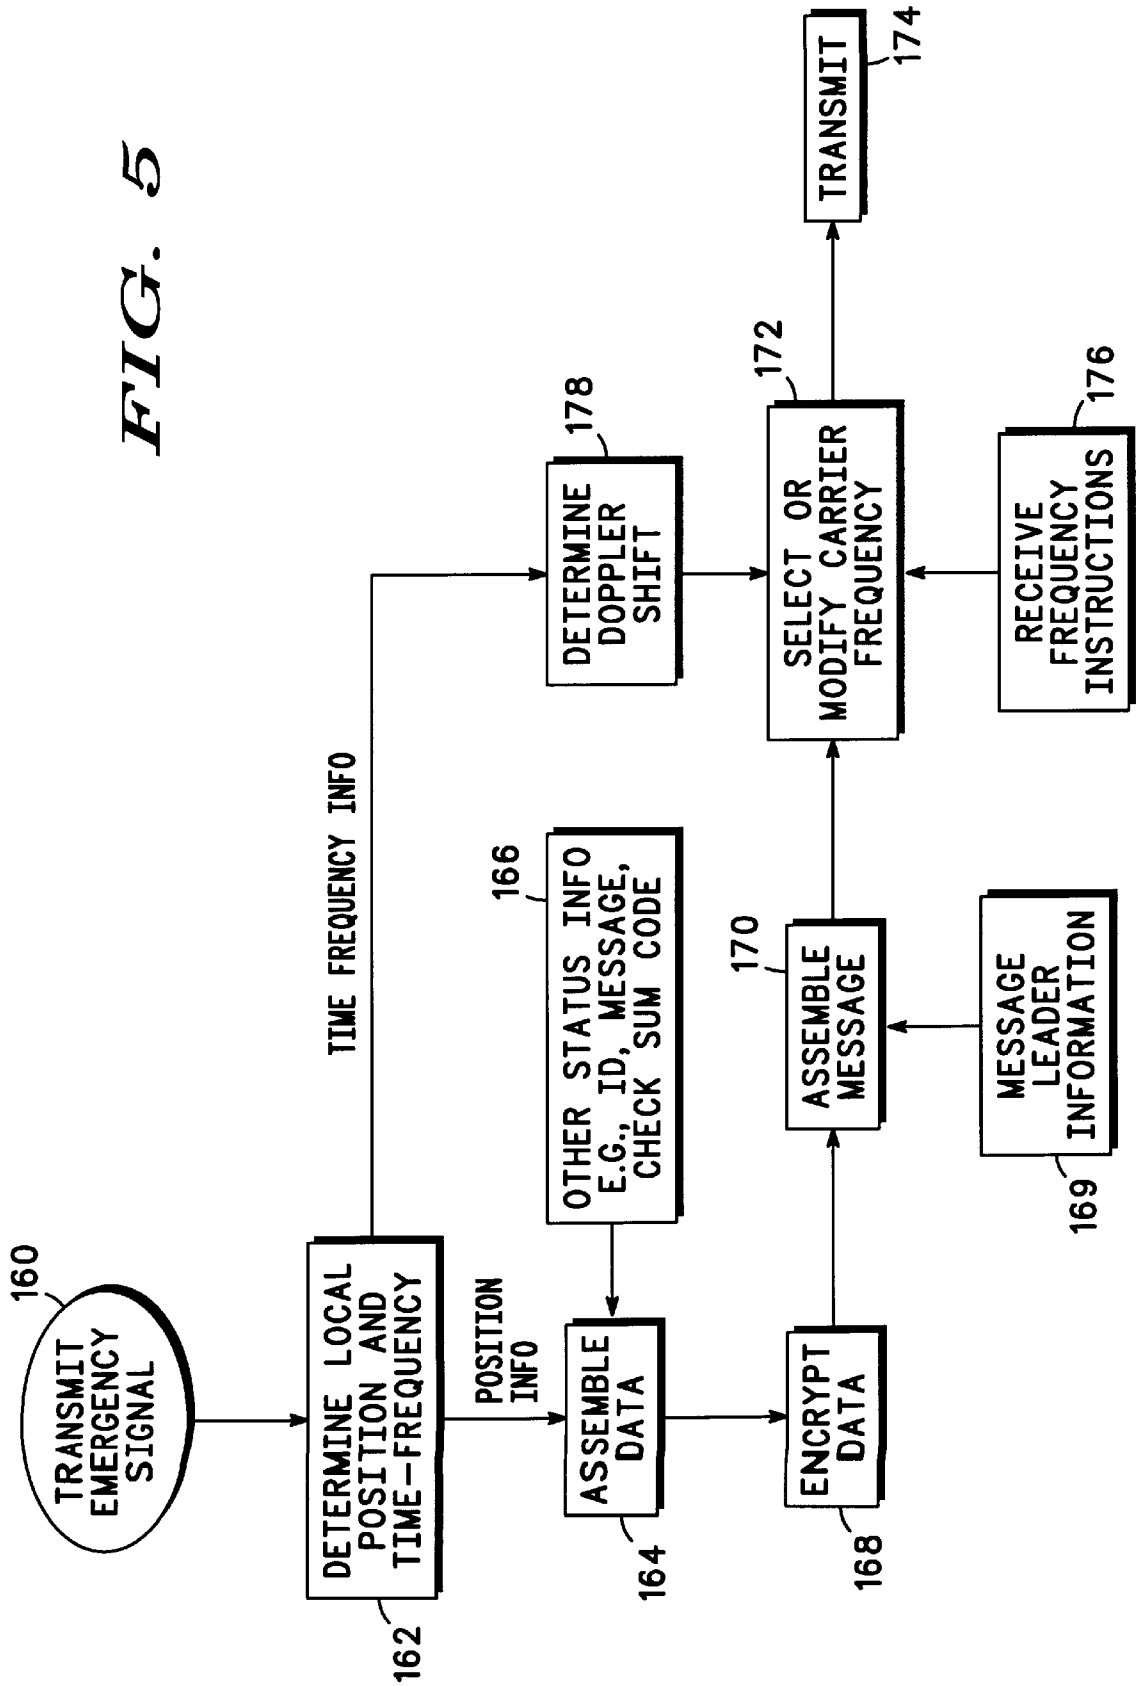 FIG. 5
160
TRANSMIT
EMERGENCY
SIGNAL
DETERMINE LOCAL
POSITION AND
TIME-FREQUENCY
162
TIME FREQUENCY INFO
POSITION
INFO
ASSEMBLE
DATA
164
166
OTHER STATUS INFO
E.G., ID, MESSAGE,
CHECK SUM CODE
178
DETERMINE
DOPPLER
SHIFT
ENCRYPT
DATA
168
170
ASSEMBLE
MESSAGE
172
SELECT OR
MODIFY CARRIER
FREQUENCY
TRANSMIT
174
MESSAGE
LEADER
INFORMATION
169
RECEIVE
FREQUENCY
INSTRUCTIONS
176